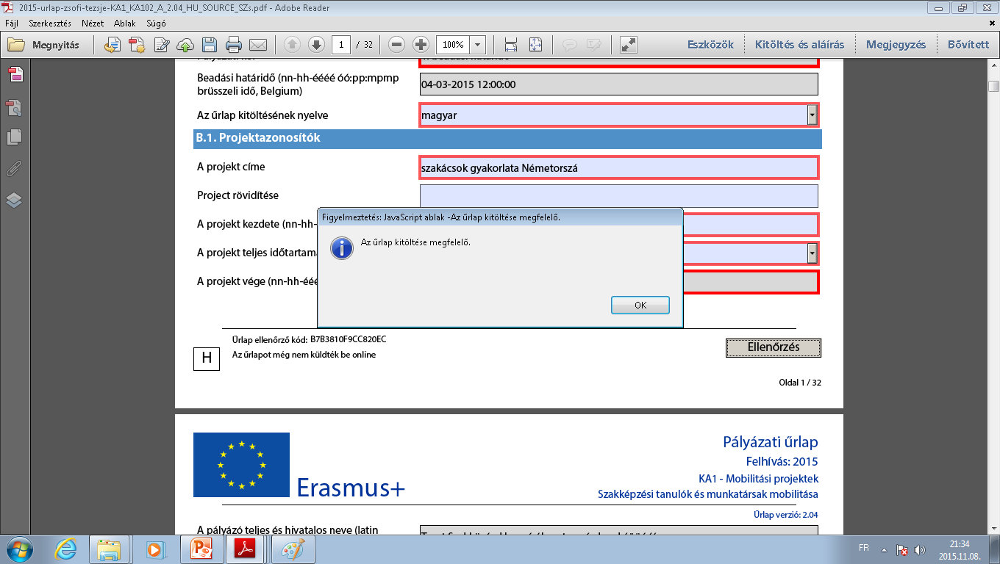 2015-urlap-zsofi-tezsje-KA1_KA102_A_2.04_HU_SOURCE_SZs.pdf - Adobe Reader
Fájl Szerkesztés Nézet Ablak Súgó
Megnyitás 1 / 32 100% Eszközök Kitöltés és aláírás Megjegyzés Bővített
Beadási határidő (nn-hh-éééé óó:pp:mpmp
brüsszeli idő, Belgium)
04-03-2015 12:00:00
Az űrlap kitöltésének nyelve
magyar
B.1. Projektazonosítók
A projekt címe
szakácsok gyakorlata Németorszá
Project rövidítése
A projekt kezdete (nn-hh-
A projekt teljes időtartama
A projekt vége (nn-hh-éée
Figyelmeztetés: JavaScript ablak -Az űrlap kitöltése megfelelő.
Az űrlap kitöltése megfelelő.
OK
Űrlap ellenőrző kód: B7B3810F9CC820EC
Az űrlapot még nem küldték be online
H
Ellenőrzés
Oldal 1 / 32
Erasmus+
Pályázati űrlap
Felhívás: 2015
KA1 - Mobilitási projektek
Szakképzési tanulók és munkatársak mobilitása
Űrlap verzió: 2.04
A pályázó teljes és hivatalos neve (latin
FR
21:34
2015.11.08.